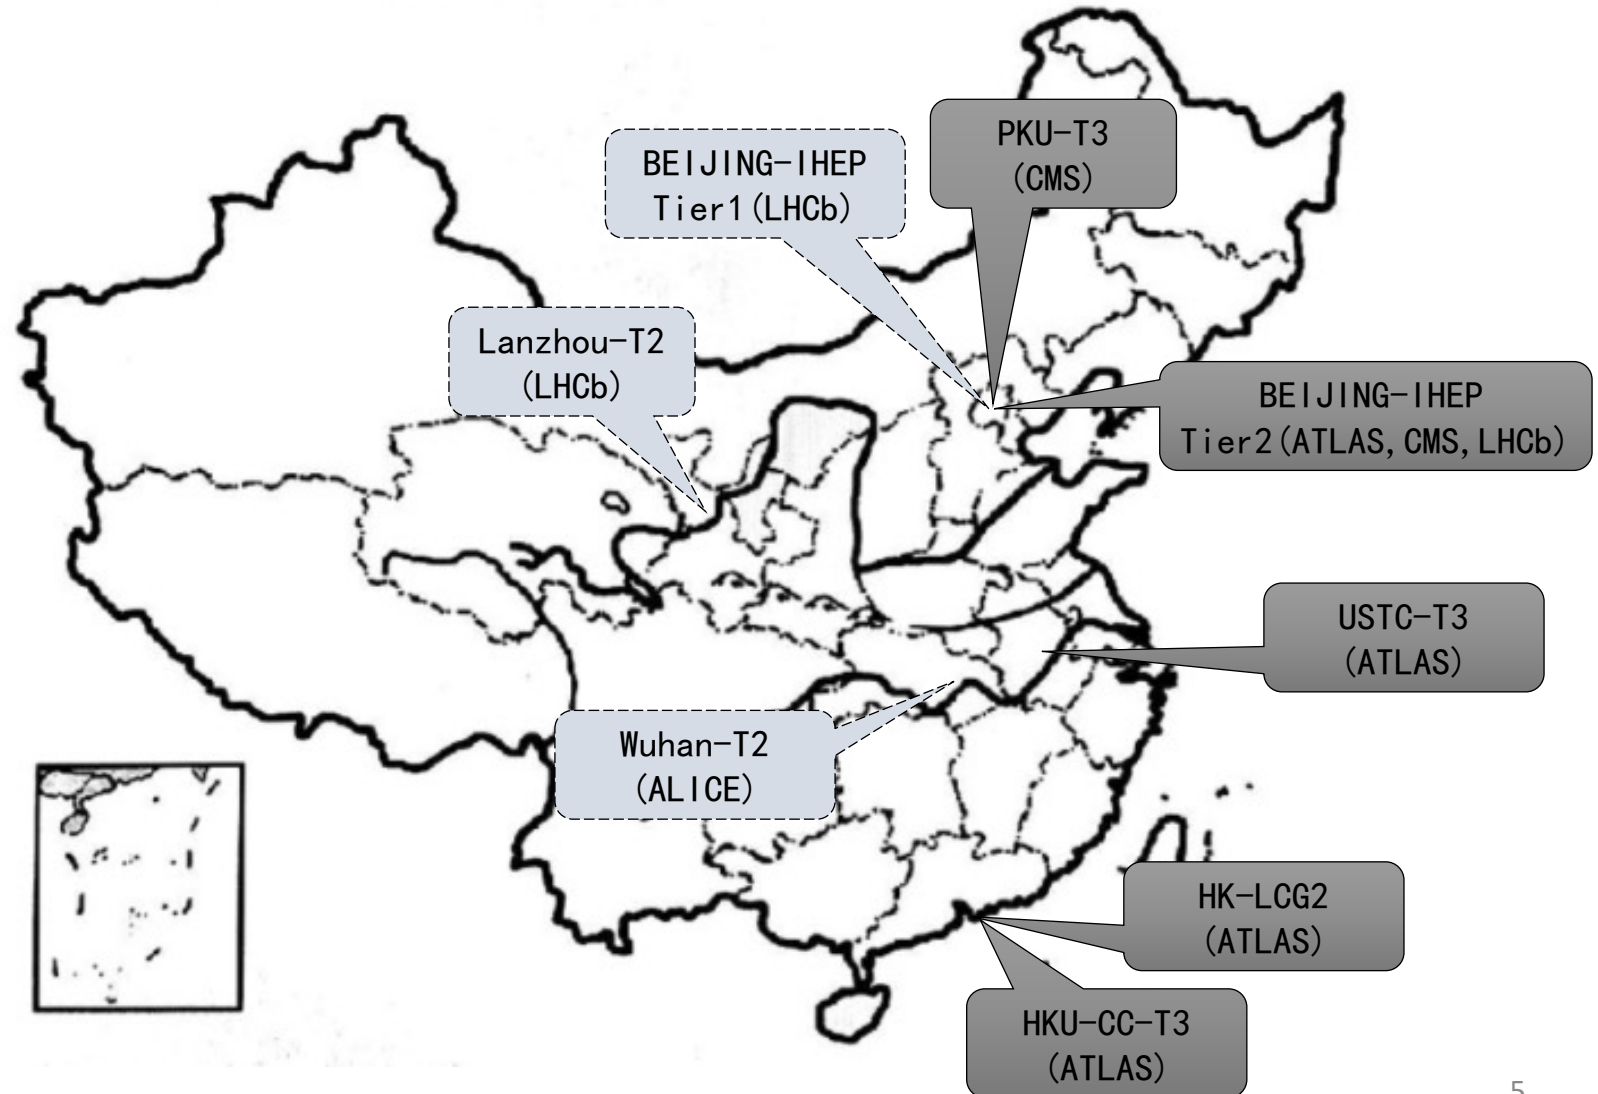 PKU-T3
(CMS)
BEIJING-IHEP
Tier1(LHCb)
Lanzhou-T2
(LHCb)
BEIJING-IHEP
Tier2(ATLAS,CMS,LHCb)
USTC-T3
(ATLAS)
Wuhan-T2
(ALICE)
HK-LCG2
(ATLAS)
HKU-CC-T3
(ATLAS)
5